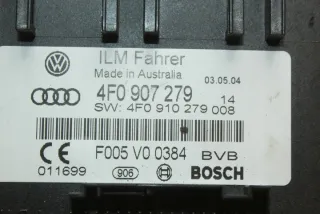 ILM Fahrer
Made in Australia
03.05.04
4F0 907 279 14
SW: 4F0 910 279 008
F005 V0 0384 BVB
CE
011699 906 BOSCH